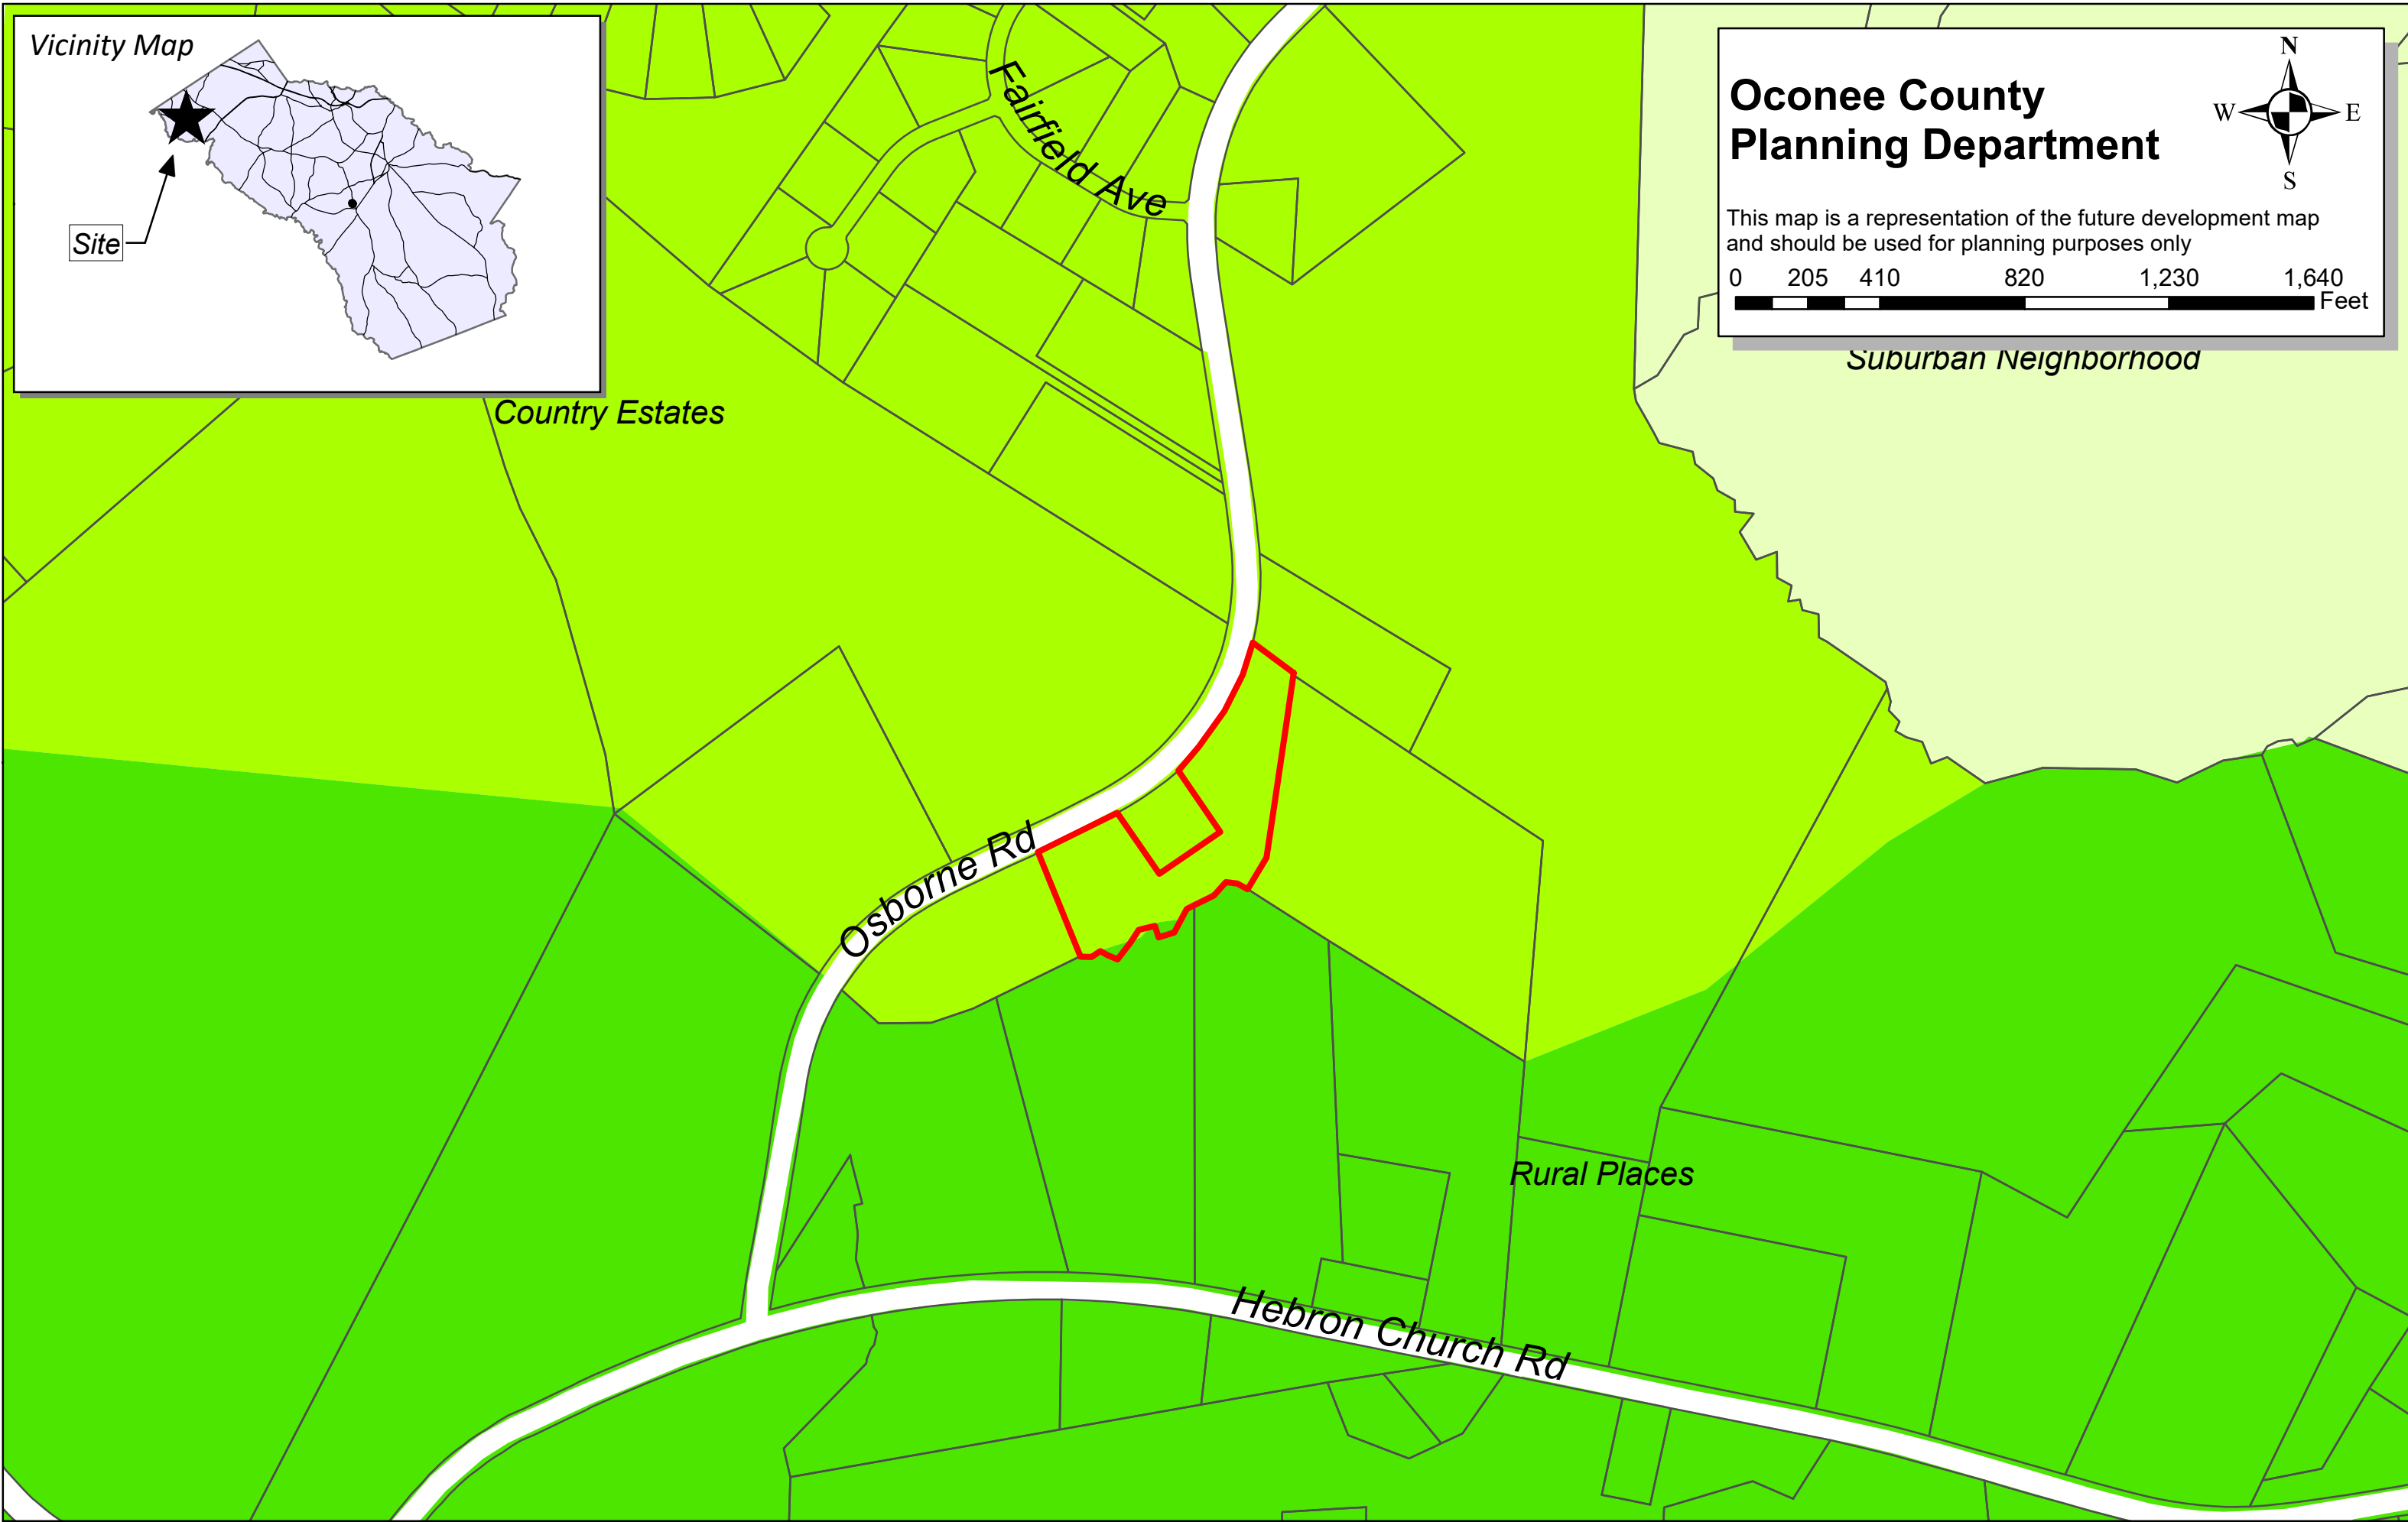 Vicinity Map
Site
Oconee County
Planning Department
N
W
E
S
This map is a representation of the future development map
and should be used for planning purposes only
0 205 410 820 1,230 1,640
Feet
Fairfield Ave
Suburban Neighborhood
Country Estates
Osborne Rd
Rural Places
Hebron Church Rd